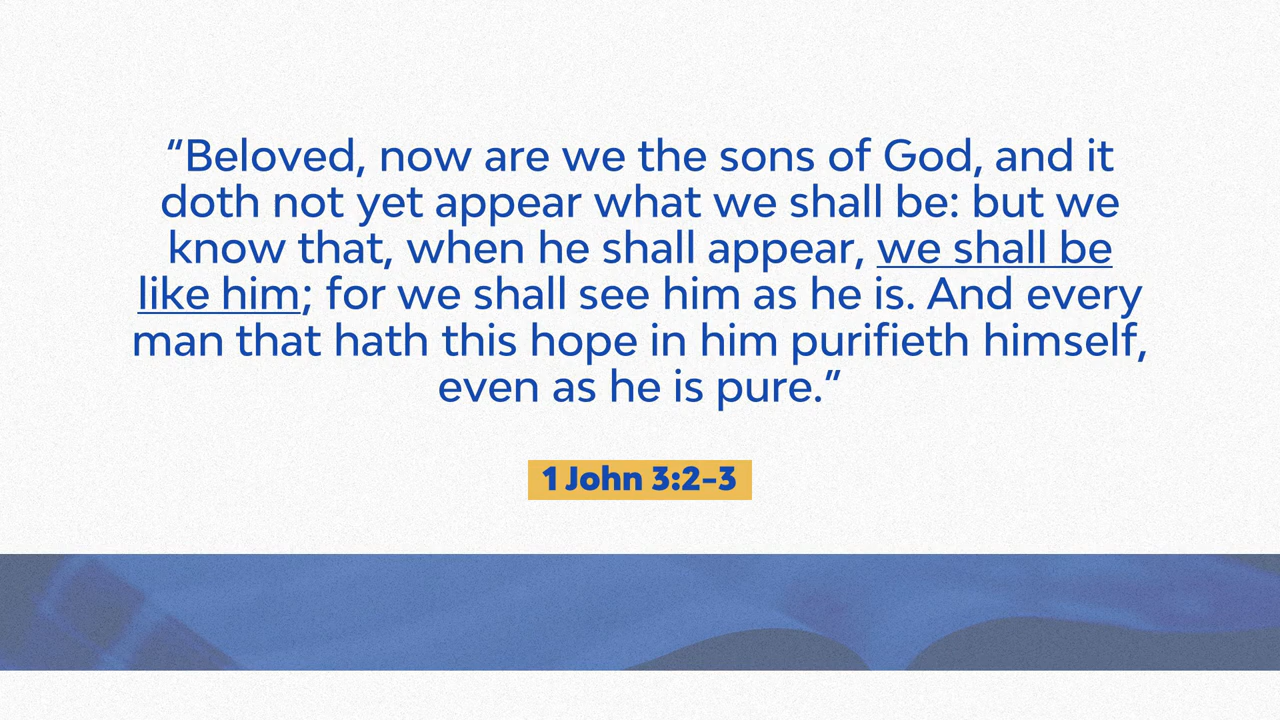 “Beloved, now are we the sons of God, and it
doth not yet appear what we shall be: but we
know that, when he shall appear, we shall be
like him; for we shall see him as he is. And every
man that hath this hope in him purifieth himself,
even as he is pure.”
1 John 3:2–3